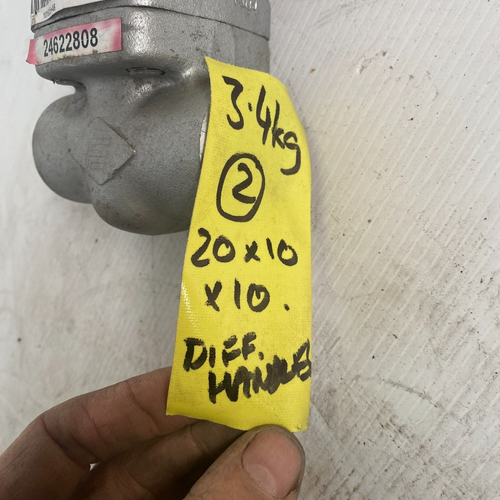 24622808
3.4kg
2
20x10
x10.
DIFF.
HANDLES